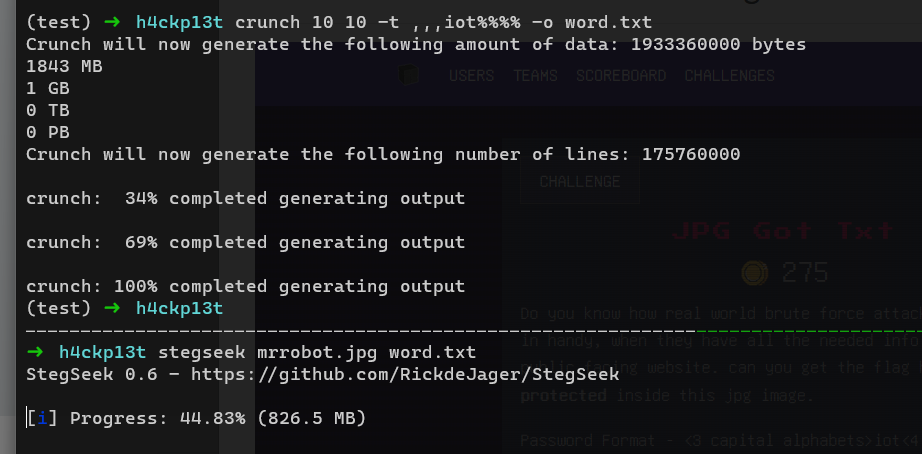 (test) ➜ h4ckp13t crunch 10 10 -t ,,,iot%%%% -o word.txt
Crunch will now generate the following amount of data: 1933360000 bytes
1843 MB
1 GB
0 TB
0 PB
Crunch will now generate the following number of lines: 175760000
crunch:  34% completed generating output
crunch:  69% completed generating output
crunch: 100% completed generating output
(test) ➜ h4ckp13t
➜ h4ckp13t stegseek mrrobot.jpg word.txt
StegSeek 0.6 - https://github.com/RickdeJager/StegSeek
[i] Progress: 44.83% (826.5 MB)
USERS TEAMS SCOREBOARD CHALLENGES
CHALLENGE
JPG Got Txt
275
Do you know how real world brute force attac
in handy, when they have all the needed info
facing website, can you get the flag
protected inside this jpg image.
Password Format - <3 capital alphabets>iot<4